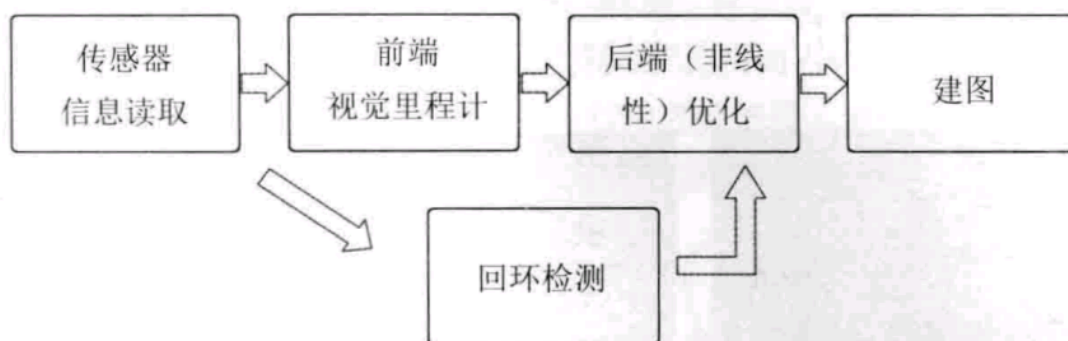 传感器
信息读取
前端
视觉里程计
后端（非线
性）优化
建图
回环检测